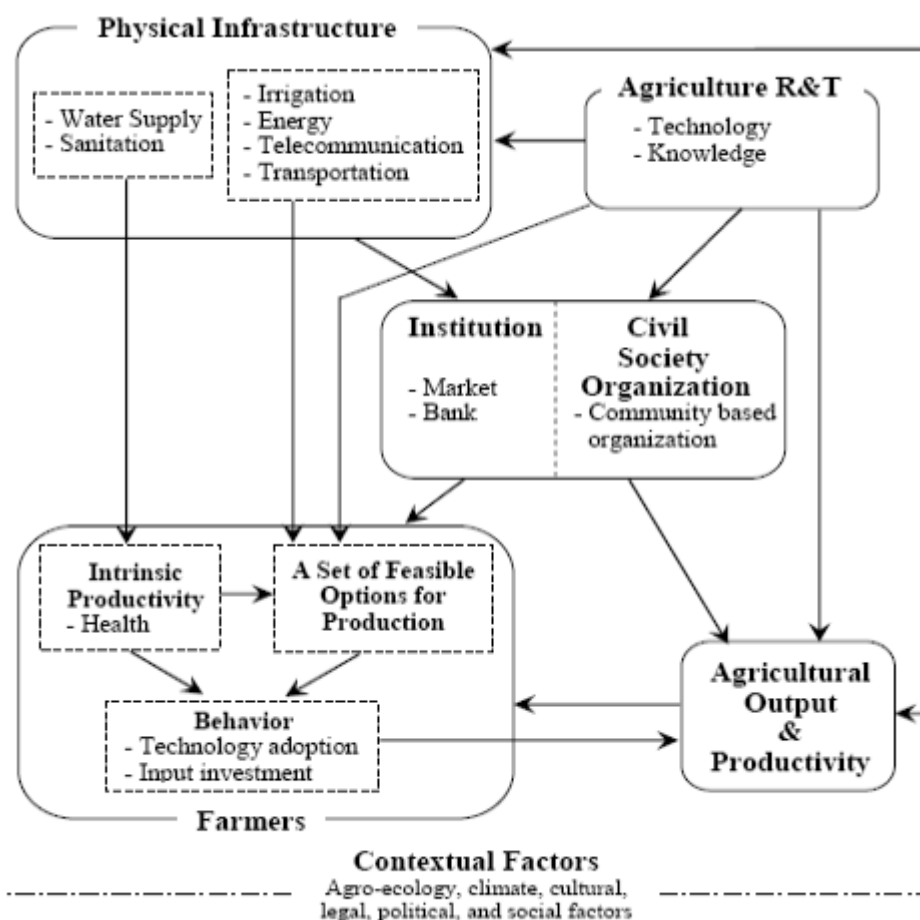 Physical Infrastructure
- Water Supply
- Sanitation
- Irrigation
- Energy
- Telecommunication
- Transportation
Agriculture R&T
- Technology
- Knowledge
Institution
- Market
- Bank
Civil
Society
Organization
- Community based
organization
Intrinsic
Productivity
- Health
A Set of Feasible
Options for
Production
Behavior
- Technology adoption
- Input investment
Farmers
Agricultural
Output
&
Productivity
Contextual Factors
Agro-ecology, climate, cultural,
legal, political, and social factors